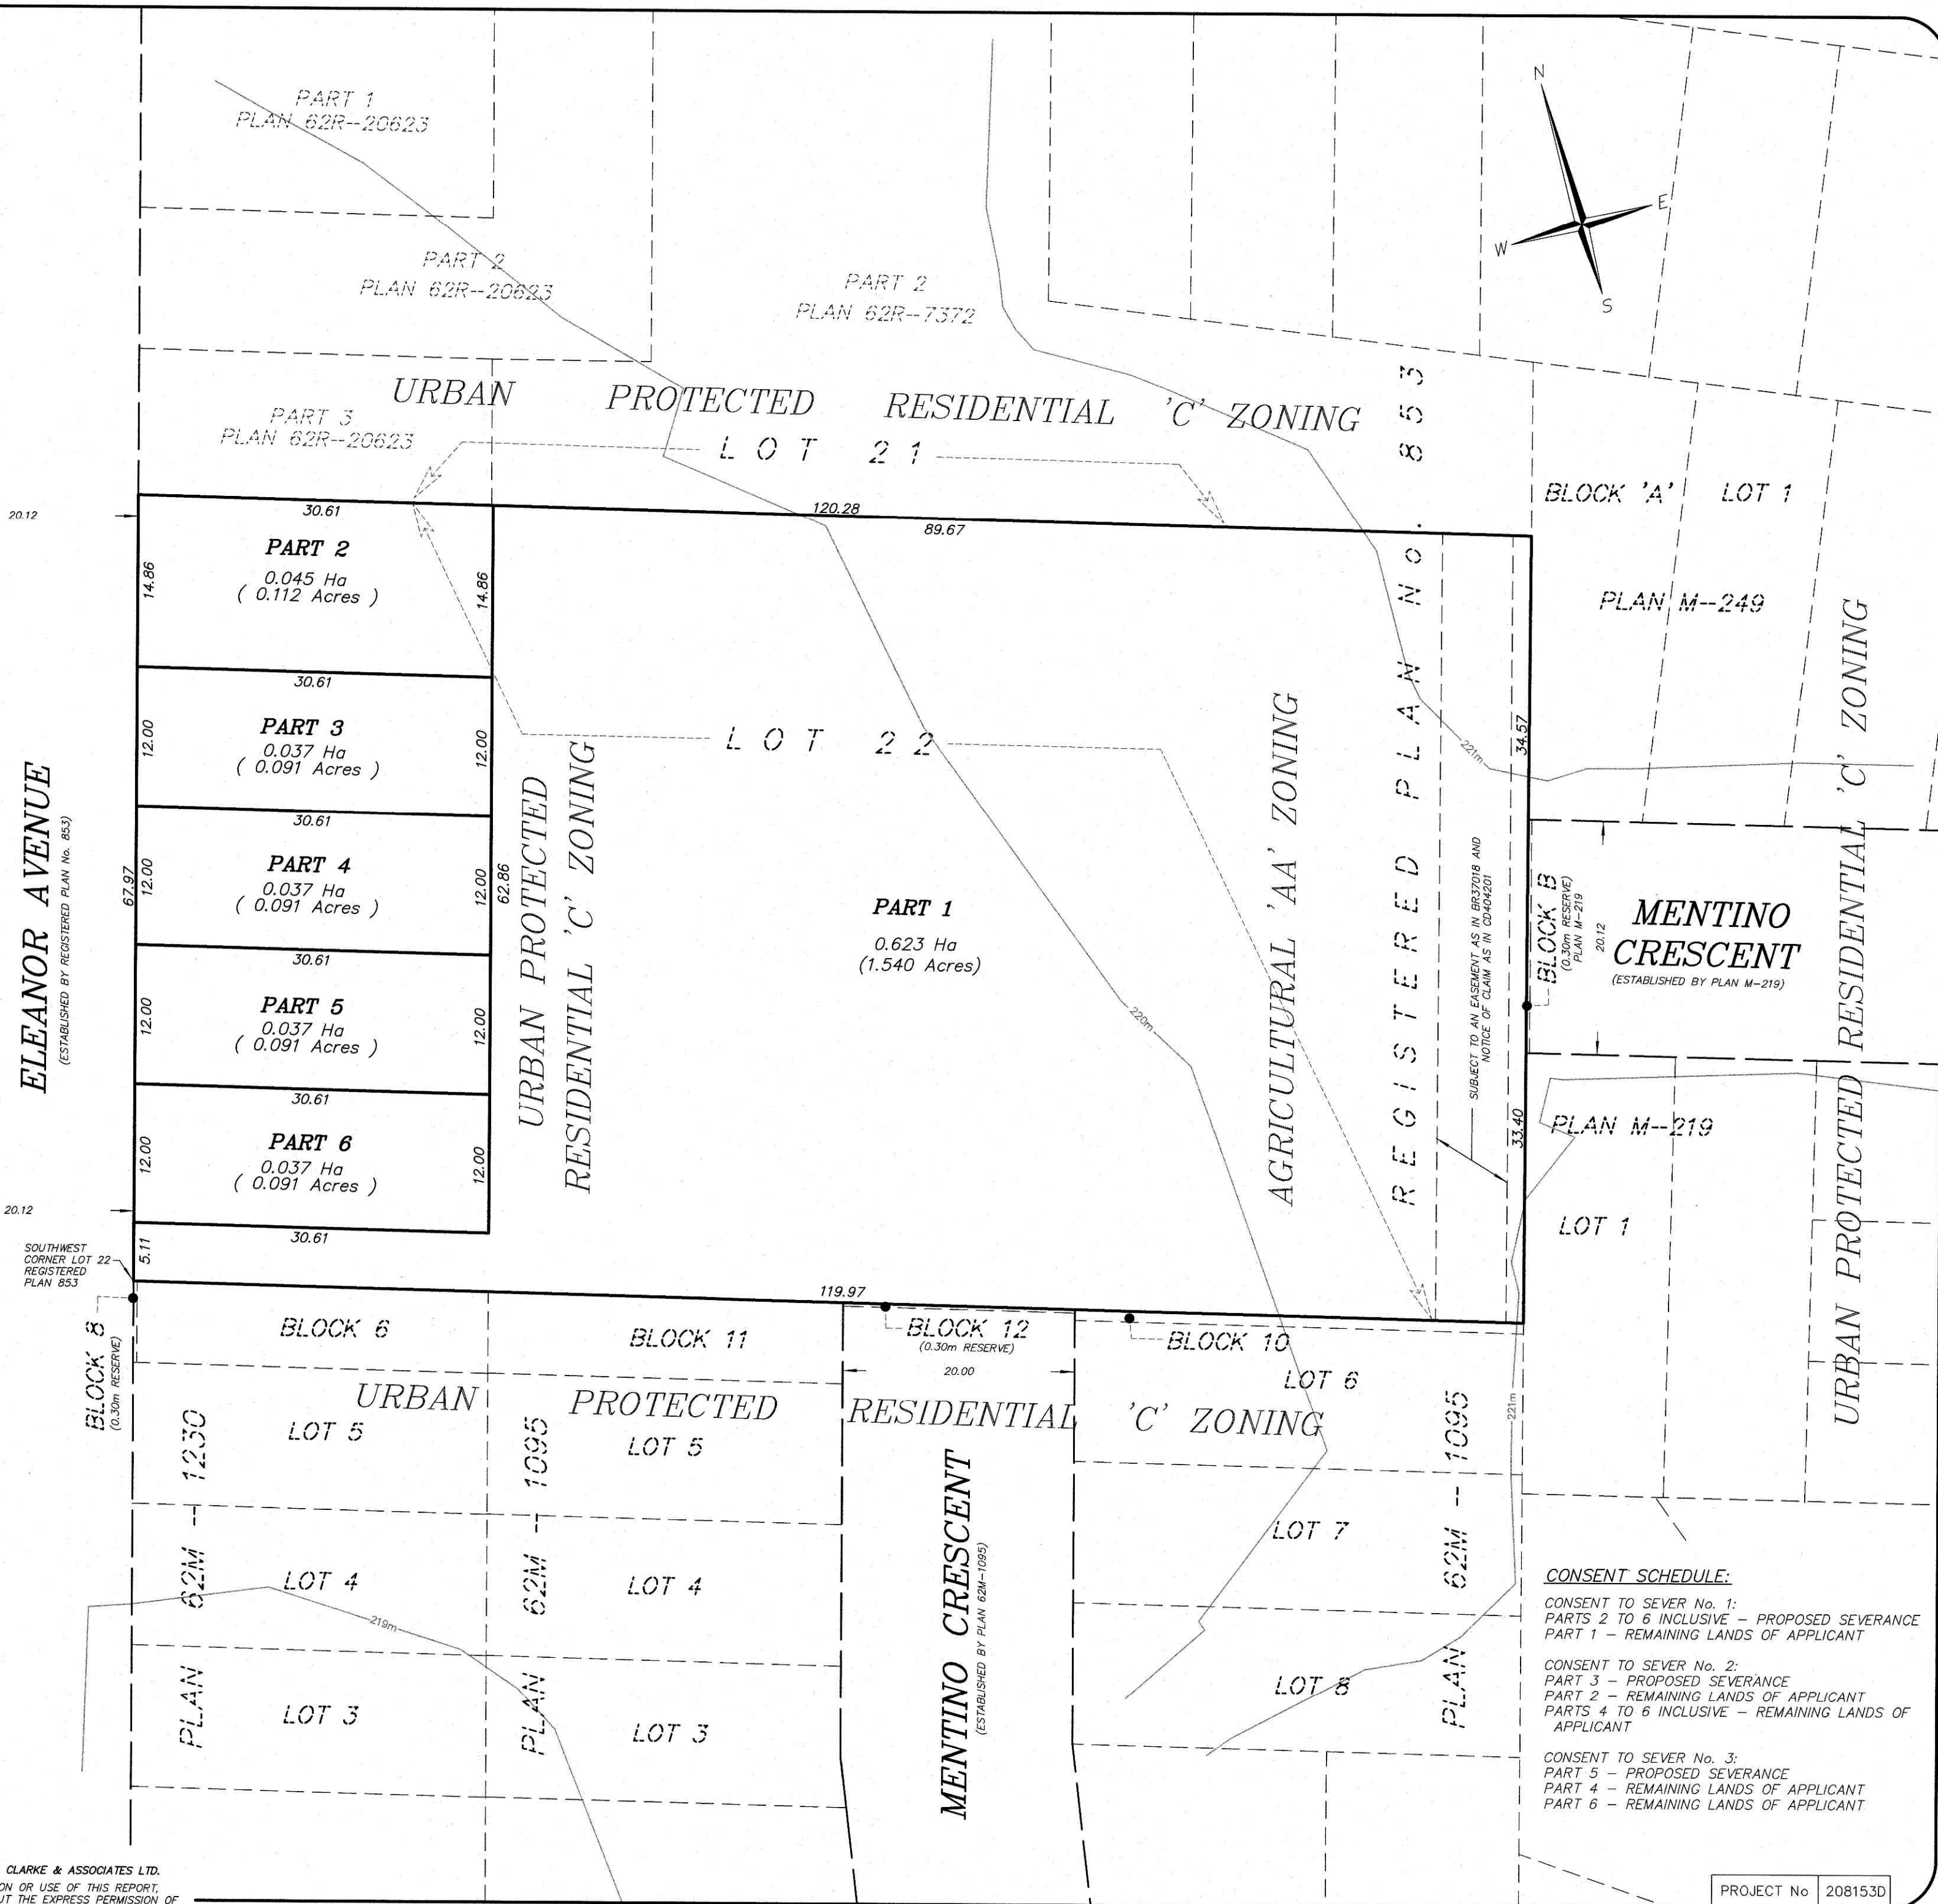 PART 1
PLAN 62R--20623
PART 2
PLAN 62R--20623
PART 2
PLAN 62R--7372
N
E
W
S
PART 3
PLAN 62R--20623
URBAN PROTECTED RESIDENTIAL 'C' ZONING
LOT 21
REGISTERED PLAN No. 853
BLOCK 'A' LOT 1
PLAN M--249
20.12
30.61
120.28
89.67
PART 2
0.045 Ha
( 0.112 Acres )
14.86
14.86
30.61
PART 3
0.037 Ha
( 0.091 Acres )
12.00
12.00
30.61
PART 4
0.037 Ha
( 0.091 Acres )
67.97
12.00
12.00
62.86
30.61
PART 5
0.037 Ha
( 0.091 Acres )
12.00
12.00
30.61
PART 6
0.037 Ha
( 0.091 Acres )
12.00
12.00
30.61
5.11
20.12
ELEANOR AVENUE
(ESTABLISHED BY REGISTERED PLAN No. 853)
URBAN PROTECTED
RESIDENTIAL 'C' ZONING
LOT 22
PART 1
0.623 Ha
(1.540 Acres)
220m
AGRICULTURAL 'AA' ZONING
221m
34.57
SUBJECT TO AN EASEMENT AS IN BR37018 AND
NOTICE OF CLAIM AS IN CD404201
33.40
BLOCK B
(0.30m RESERVE)
PLAN M-219
20.12
MENTINO
CRESCENT
(ESTABLISHED BY PLAN M-219)
URBAN PROTECTED RESIDENTIAL 'C' ZONING
PLAN M--219
LOT 1
SOUTHWEST
CORNER LOT 22
REGISTERED
PLAN 853
119.97
BLOCK 8
(0.30m RESERVE)
BLOCK 6
BLOCK 11
BLOCK 12
(0.30m RESERVE)
20.00
BLOCK 10
LOT 6
URBAN PROTECTED RESIDENTIAL 'C' ZONING
LOT 5
LOT 5
PLAN 62M -- 1230
PLAN 62M -- 1095
MENTINO CRESCENT
(ESTABLISHED BY PLAN 62M-1095)
PLAN 62M -- 1095
221m
LOT 7
LOT 4
LOT 4
219m
LOT 8
LOT 3
LOT 3
CONSENT SCHEDULE:
CONSENT TO SEVER No. 1:
PARTS 2 TO 6 INCLUSIVE – PROPOSED SEVERANCE
PART 1 – REMAINING LANDS OF APPLICANT
CONSENT TO SEVER No. 2:
PART 3 – PROPOSED SEVERANCE
PART 2 – REMAINING LANDS OF APPLICANT
PARTS 4 TO 6 INCLUSIVE – REMAINING LANDS OF
APPLICANT
CONSENT TO SEVER No. 3:
PART 5 – PROPOSED SEVERANCE
PART 4 – REMAINING LANDS OF APPLICANT
PART 6 – REMAINING LANDS OF APPLICANT
CLARKE & ASSOCIATES LTD.
ON OR USE OF THIS REPORT,
UT THE EXPRESS PERMISSION OF
PROJECT No 208153D